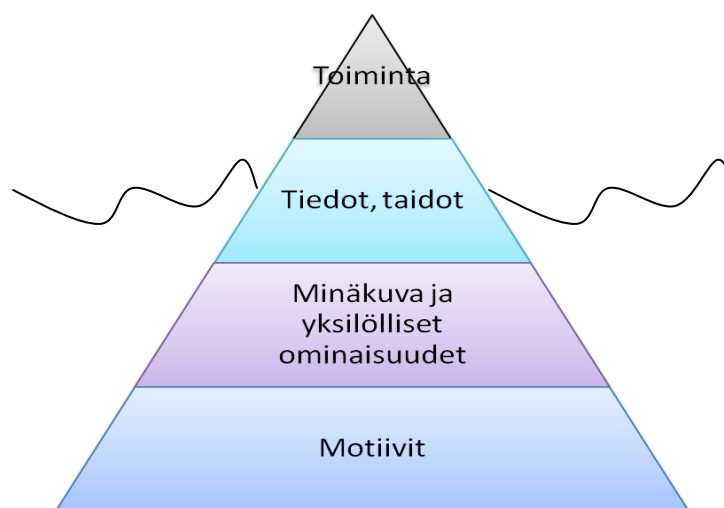 Toiminta
Tiedot, taidot
Minäkuva ja
yksilölliset
ominaisuudet
Motiivit